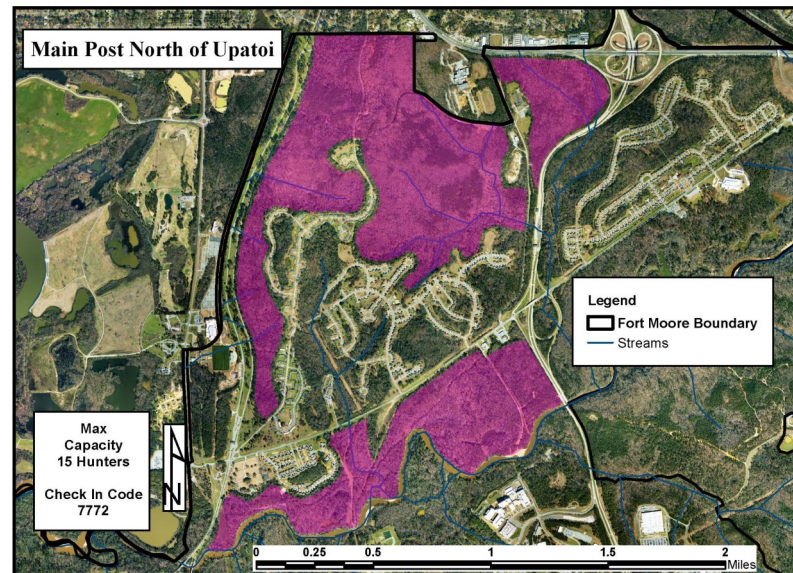 Main Post North of Upatoi
Legend
Fort Moore Boundary
Streams
Max
Capacity
15 Hunters
Check In Code
7772
N
0 0.25 0.5 1 1.5 2
Miles